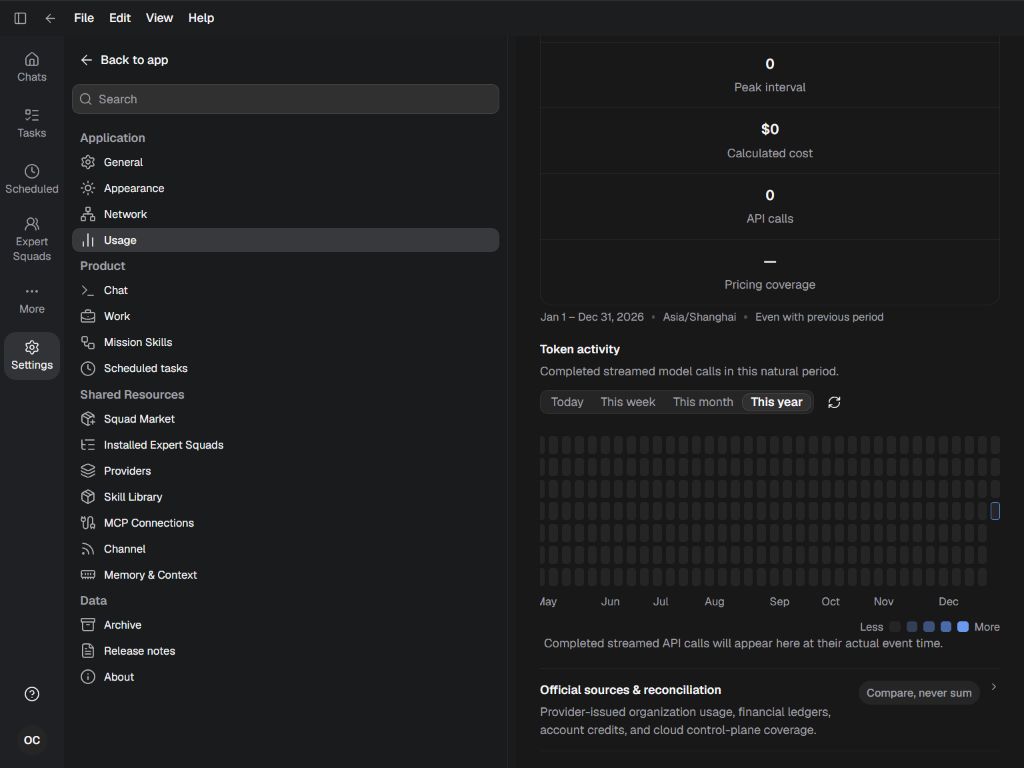 File Edit View Help
Chats
Tasks
Scheduled
Expert
Squads
More
Settings
OC
Back to app
Search
Application
General
Appearance
Network
Usage
Product
Chat
Work
Mission Skills
Scheduled tasks
Shared Resources
Squad Market
Installed Expert Squads
Providers
Skill Library
MCP Connections
Channel
Memory & Context
Data
Archive
Release notes
About
0
Peak interval
$0
Calculated cost
0
API calls
—
Pricing coverage
Jan 1 – Dec 31, 2026 • Asia/Shanghai • Even with previous period
Token activity
Completed streamed model calls in this natural period.
Today This week This month This year
May Jun Jul Aug Sep Oct Nov Dec
Less More
Completed streamed API calls will appear here at their actual event time.
Official sources & reconciliation
Compare, never sum
Provider-issued organization usage, financial ledgers,
account credits, and cloud control-plane coverage.